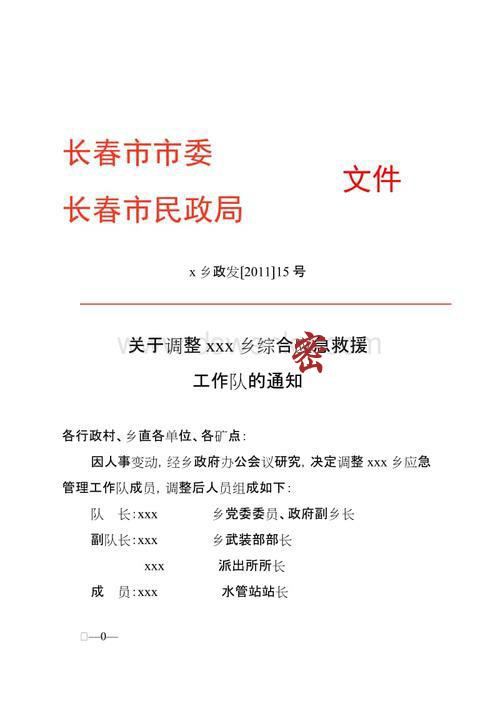 长春市市委
文件
长春市民政局
x 乡政发[2011]15 号
关于调整 xxx 乡综合应急救援
密
工作队的通知
各行政村、乡直各单位、各矿点：
因人事变动，经乡政府办公会议研究，决定调整 xxx 乡应急
管理工作队成员，调整后人员组成如下：
队 长：xxx 乡党委委员、政府副乡长
副队长：xxx 乡武装部部长
xxx 派出所所长
成 员：xxx 水管站站长
—0—